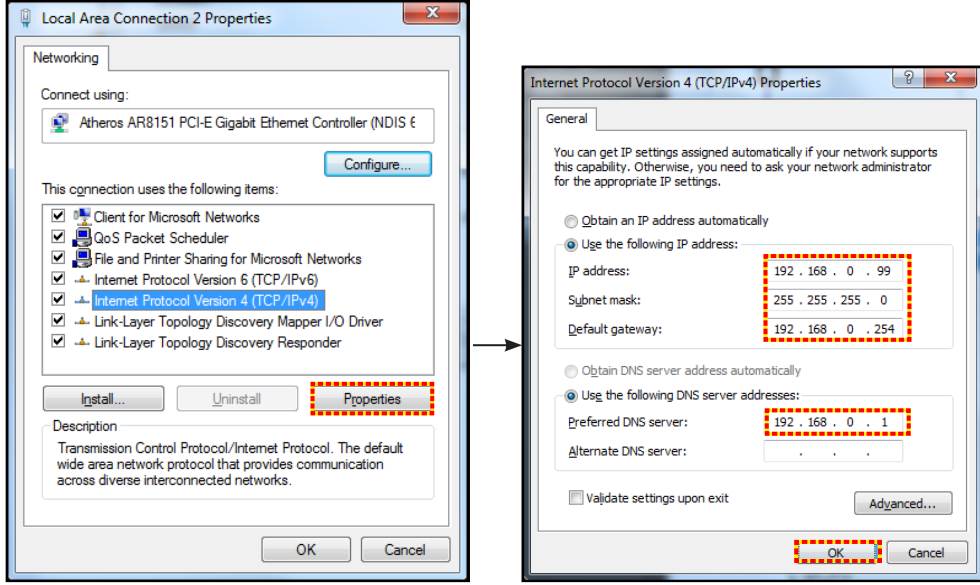 Local Area Connection 2 Properties
Networking
Connect using:
Atheros AR8151 PCI-E Gigabit Ethernet Controller (NDIS 6
Configure...
This connection uses the following items:
Client for Microsoft Networks
QoS Packet Scheduler
File and Printer Sharing for Microsoft Networks
Internet Protocol Version 6 (TCP/IPv6)
Internet Protocol Version 4 (TCP/IPv4)
Link-Layer Topology Discovery Mapper I/O Driver
Link-Layer Topology Discovery Responder
Install...
Uninstall
Properties
Description
Transmission Control Protocol/Internet Protocol. The default
wide area network protocol that provides communication
across diverse interconnected networks.
OK
Cancel
Internet Protocol Version 4 (TCP/IPv4) Properties
General
You can get IP settings assigned automatically if your network supports
this capability. Otherwise, you need to ask your network administrator
for the appropriate IP settings.
Obtain an IP address automatically
Use the following IP address:
IP address: 192 . 168 . 0 . 99
Subnet mask: 255 . 255 . 255 . 0
Default gateway: 192 . 168 . 0 . 254
Obtain DNS server address automatically
Use the following DNS server addresses:
Preferred DNS server: 192 . 168 . 0 . 1
Alternate DNS server: . . .
Validate settings upon exit
Advanced...
OK
Cancel